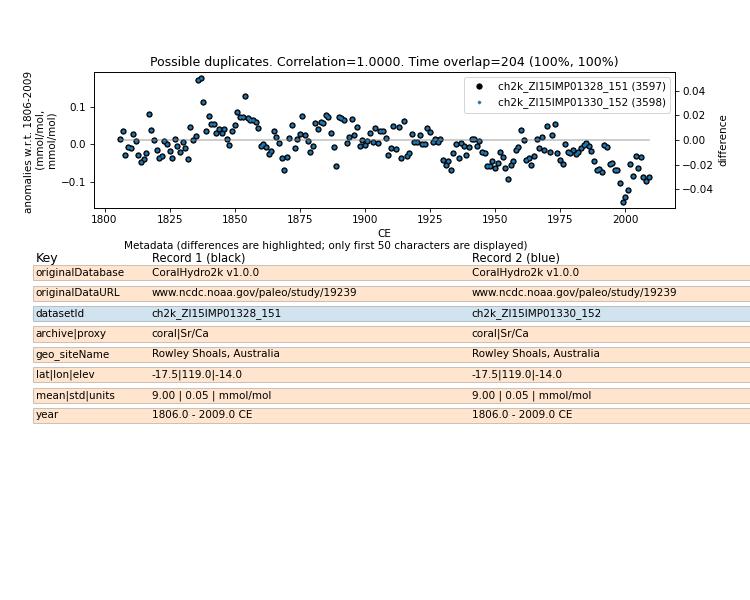 Possible duplicates. Correlation=1.0000. Time overlap=204 (100%, 100%)
anomalies w.r.t. 1806-2009
(mmol/mol,
mmol/mol)
0.1
0.0
−0.1
ch2k_ZI15IMP01328_151 (3597)
ch2k_ZI15IMP01330_152 (3598)
0.04
0.02
0.00
−0.02
−0.04
difference
1800 1825 1850 1875 1900 1925 1950 1975 2000
CE
Metadata (differences are highlighted; only first 50 characters are displayed)
Key Record 1 (black) Record 2 (blue)
originalDatabase CoralHydro2k v1.0.0 CoralHydro2k v1.0.0
originalDataURL www.ncdc.noaa.gov/paleo/study/19239 www.ncdc.noaa.gov/paleo/study/19239
datasetId ch2k_ZI15IMP01328_151 ch2k_ZI15IMP01330_152
archive|proxy coral|Sr/Ca coral|Sr/Ca
geo_siteName Rowley Shoals, Australia Rowley Shoals, Australia
lat|lon|elev -17.5|119.0|-14.0 -17.5|119.0|-14.0
mean|std|units 9.00 | 0.05 | mmol/mol 9.00 | 0.05 | mmol/mol
year 1806.0 - 2009.0 CE 1806.0 - 2009.0 CE